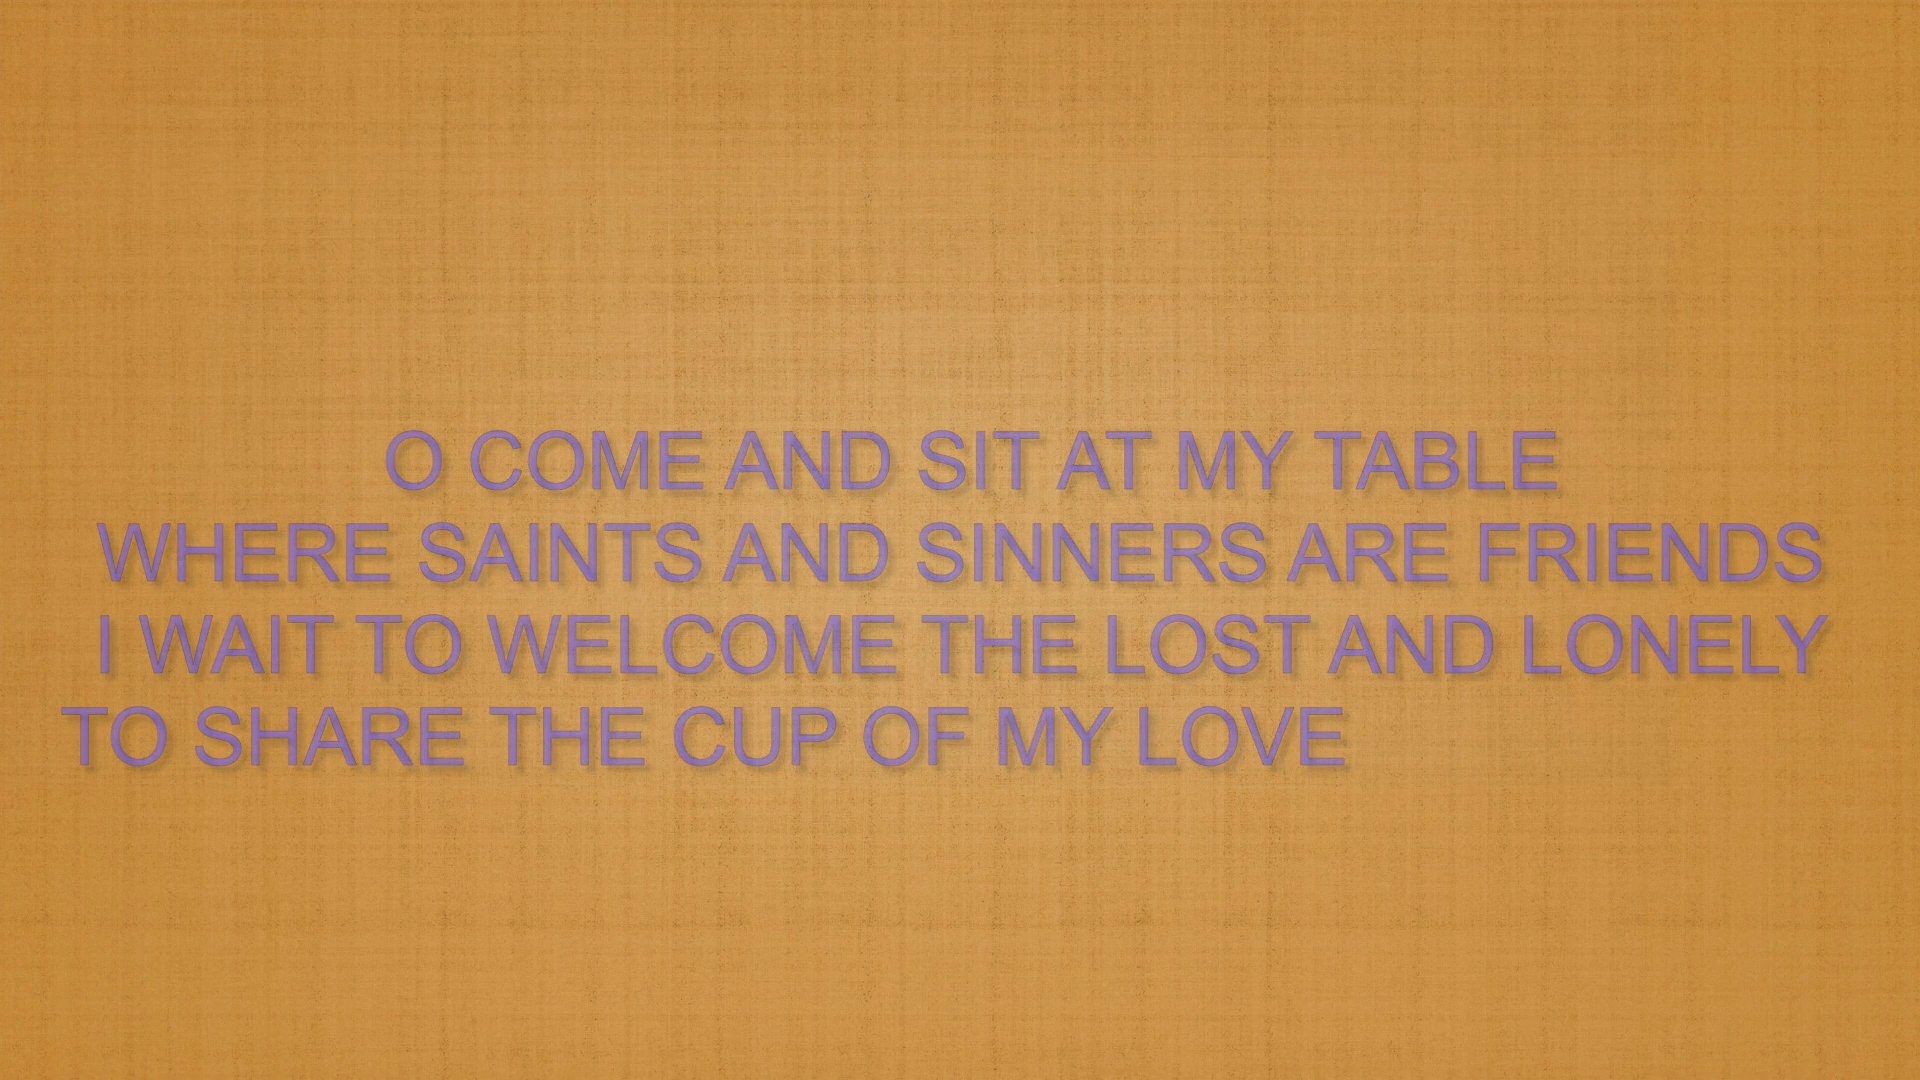 O COME AND SIT AT MY TABLE
WHERE SAINTS AND SINNERS ARE FRIENDS
I WAIT TO WELCOME THE LOST AND LONELY
TO SHARE THE CUP OF MY LOVE